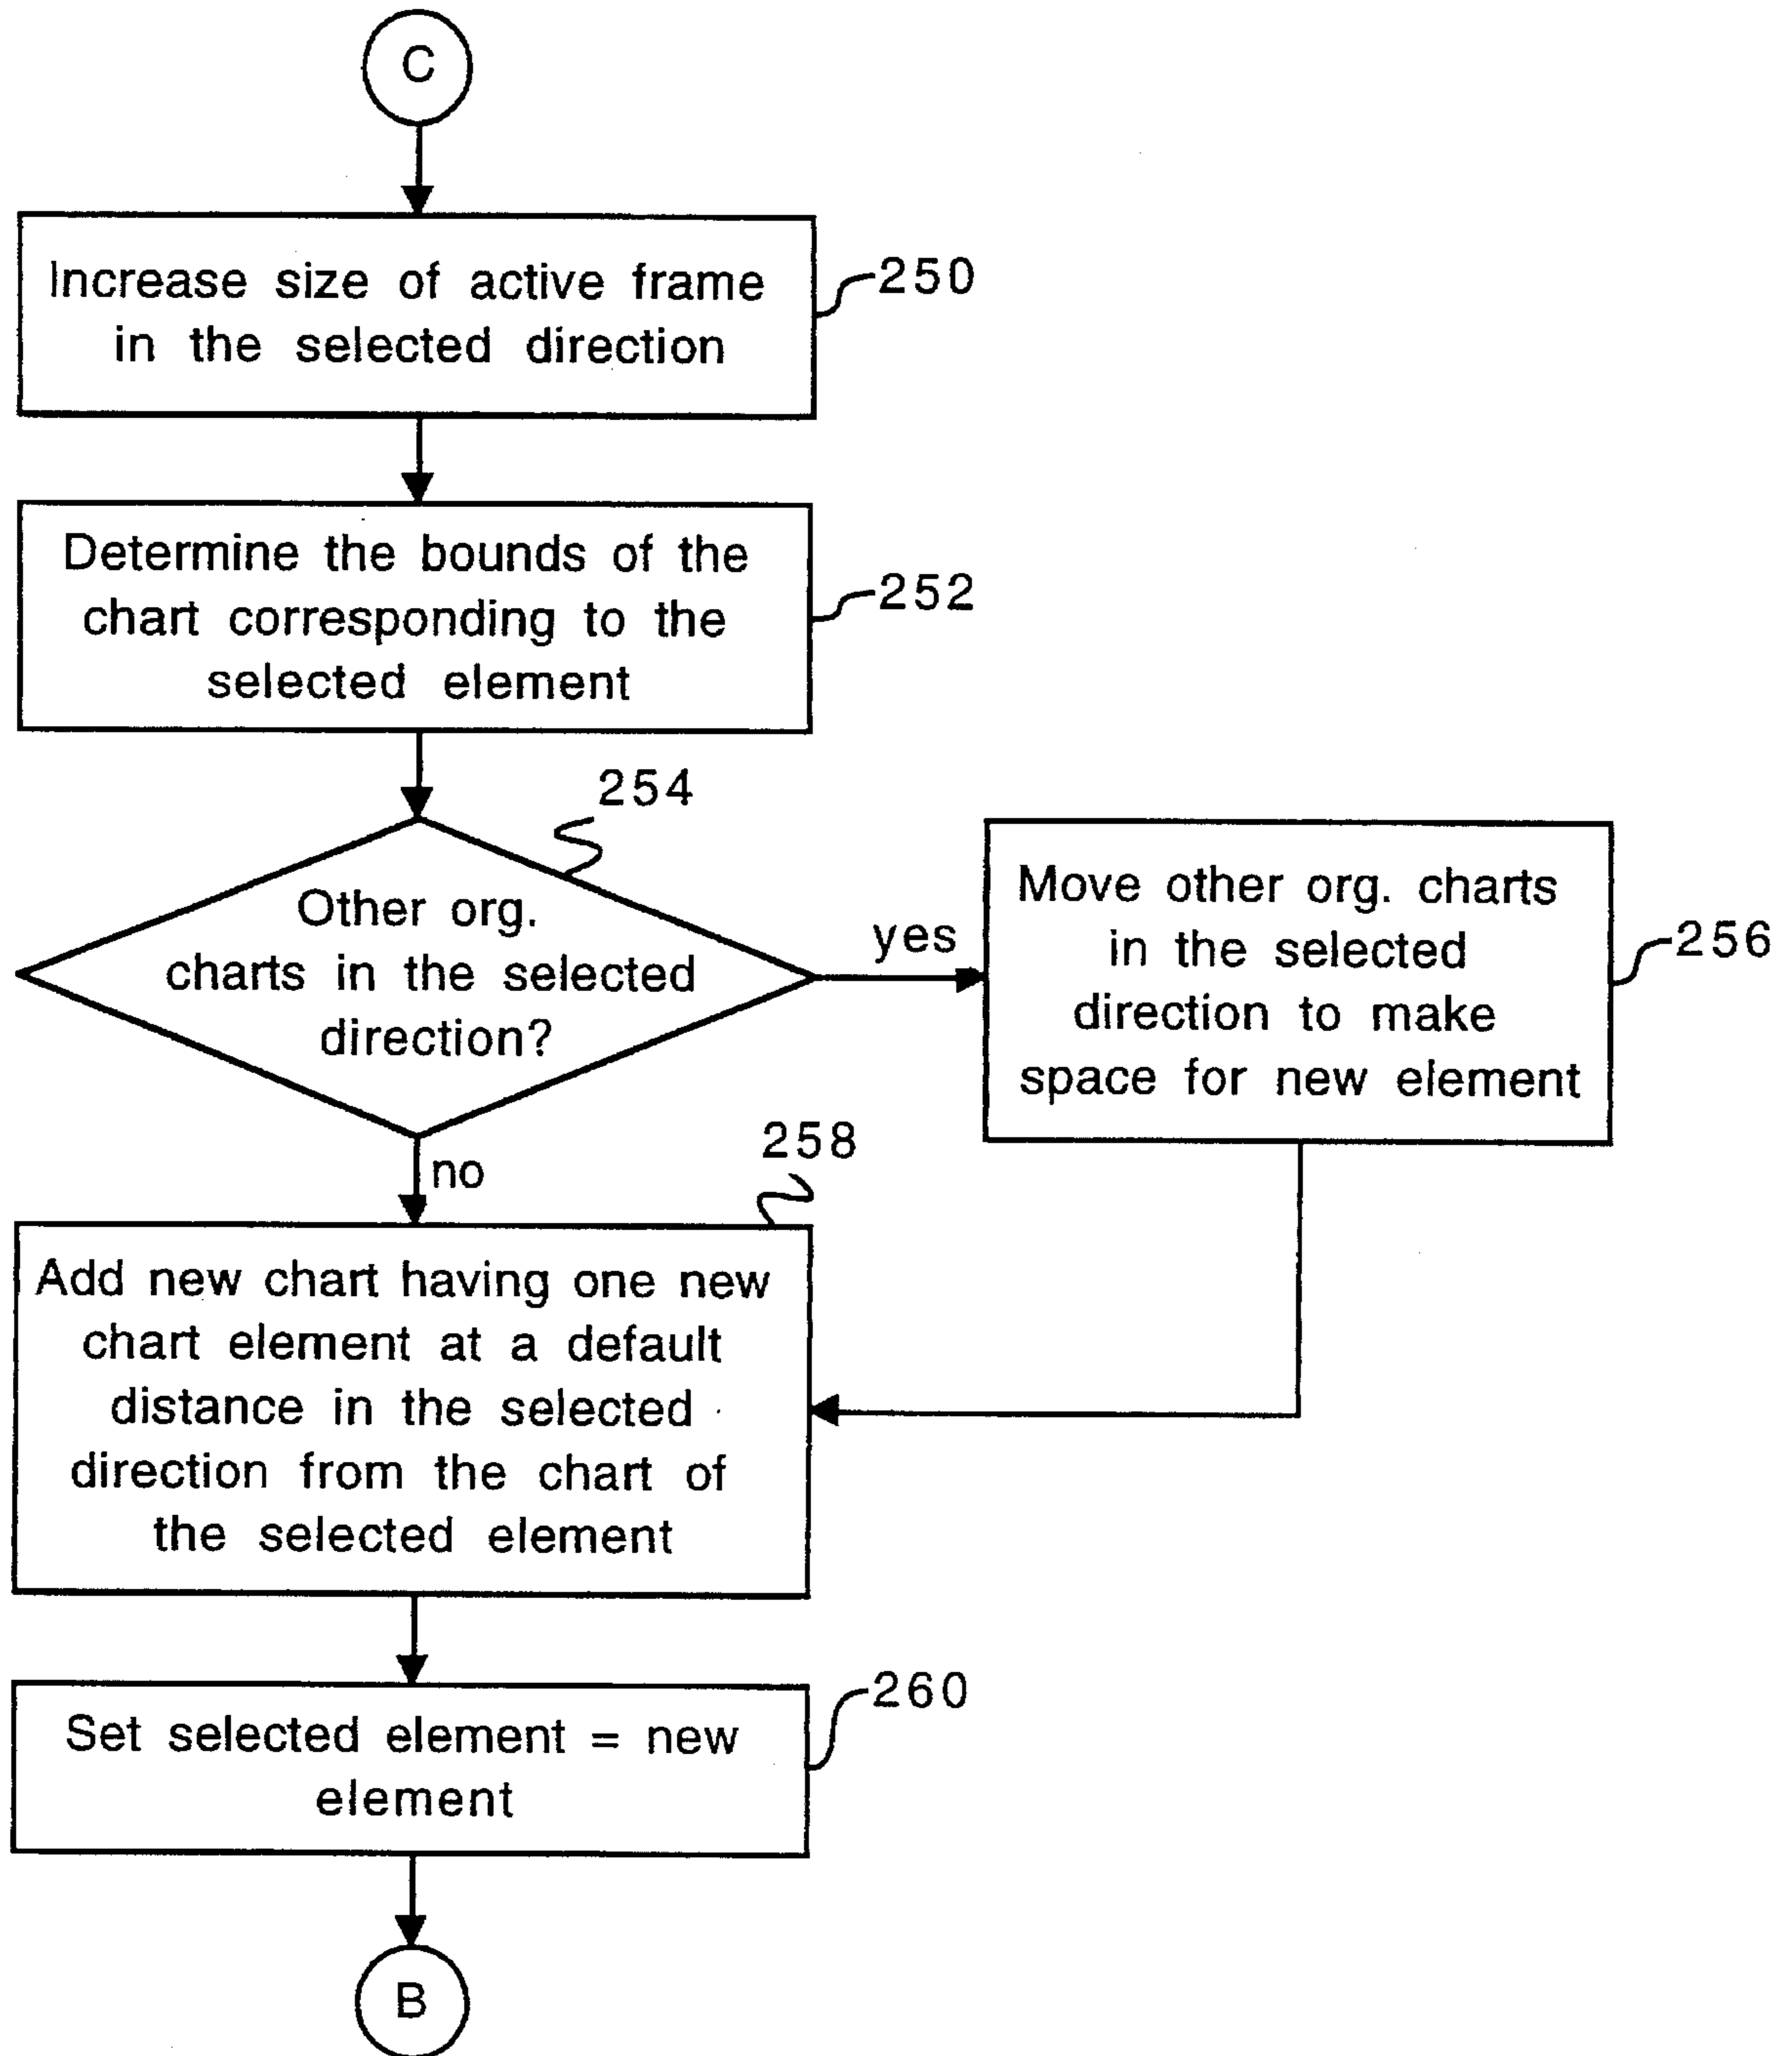 C
Increase size of active frame
in the selected direction
250
Determine the bounds of the
chart corresponding to the
selected element
252
254
Other org.
charts in the selected
direction?
yes
Move other org. charts
in the selected
direction to make
space for new element
256
no
258
Add new chart having one new
chart element at a default
distance in the selected
direction from the chart of
the selected element
Set selected element = new
element
260
B